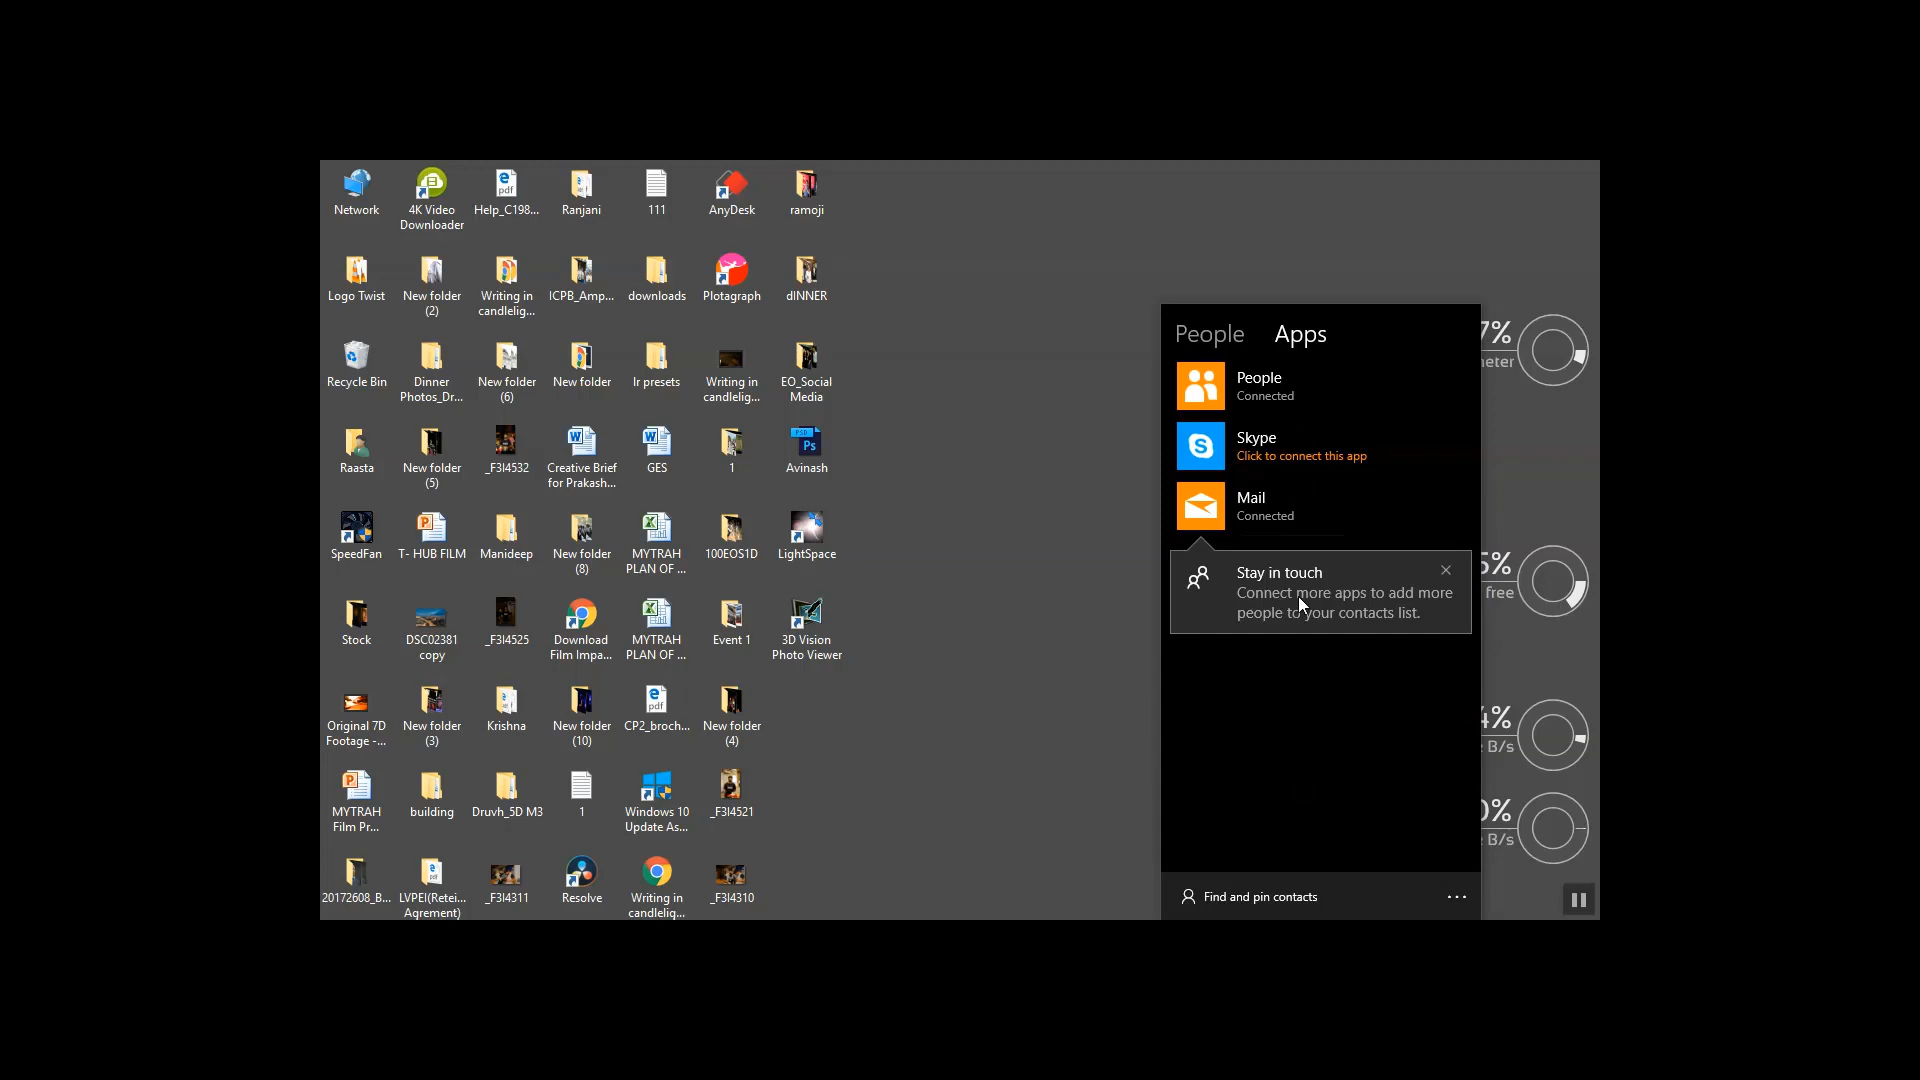 Network
4K Video
Downloader
Help_C198...
Ranjani
111
AnyDesk
ramoji
Logo Twist
New folder
(2)
Writing in
candlelig...
ICPB_Amp...
downloads
Plotagraph
dINNER
Recycle Bin
Dinner
Photos_Dr...
New folder
(6)
New folder
lr presets
Writing in
candlelig...
EO_Social
Media
Raasta
New folder
(5)
_F3I4532
Creative Brief
for Prakash...
GES
1
Avinash
SpeedFan
T- HUB FILM
Manideep
New folder
(8)
MYTRAH
PLAN OF ...
100EOS1D
LightSpace
Stock
DSC02381
copy
_F3I4525
Download
Film Impa...
MYTRAH
PLAN OF ...
Event 1
3D Vision
Photo Viewer
Original 7D
Footage -...
New folder
(3)
Krishna
New folder
(10)
CP2_broch...
New folder
(4)
MYTRAH
Film Pr...
building
Druvh_5D M3
1
Windows 10
Update As...
_F3I4521
20172608_B...
LVPEI(Retei...
Agrement)
_F3I4311
Resolve
Writing in
candlelig...
_F3I4310
People Apps
People
Connected
Skype
Click to connect this app
Mail
Connected
Stay in touch
Connect more apps to add more
people to your contacts list.
Find and pin contacts
7%
5%
free
4%
B/s
0%
B/s